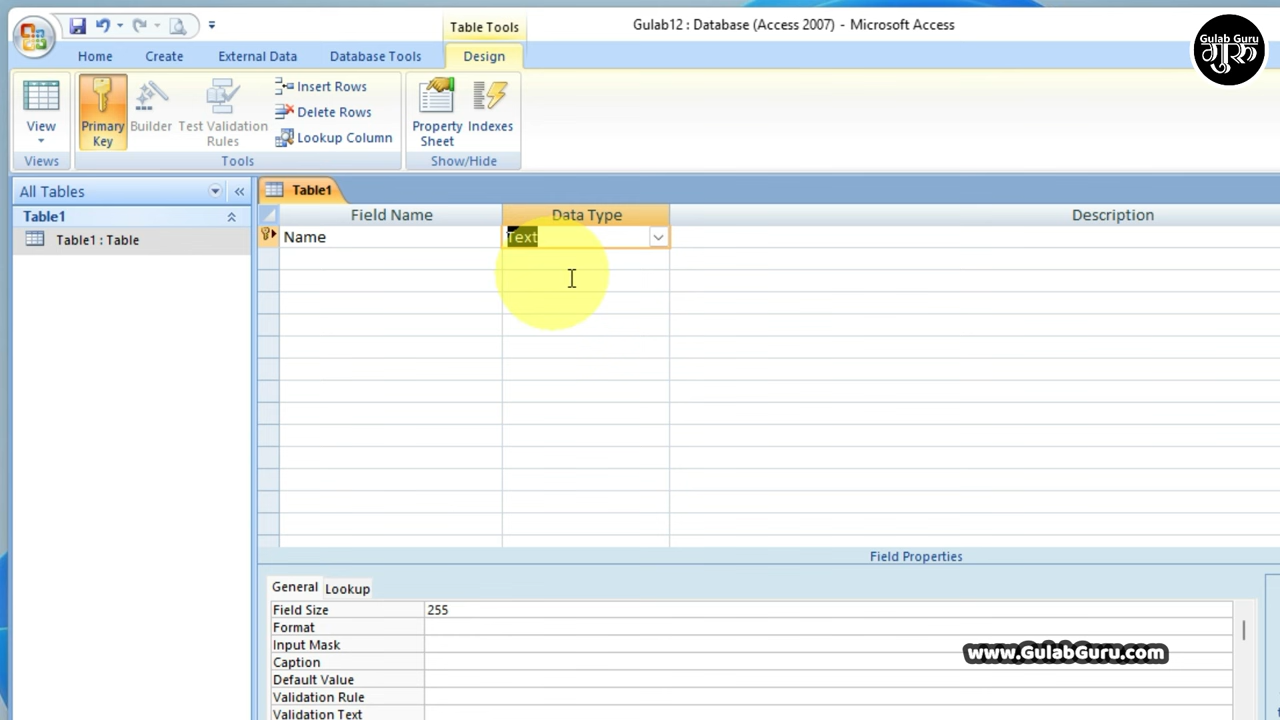 Gulab12 : Database (Access 2007) - Microsoft Access
Table Tools
Home
Create
External Data
Database Tools
Design
View
Primary Key
Builder
Test Validation Rules
Insert Rows
Delete Rows
Lookup Column
Property Sheet
Indexes
Views
Tools
Show/Hide
Gulab Guru
गुरू
All Tables
Table1
Table1 : Table
Table1
Field Name
Data Type
Description
Name
Text
Field Properties
General
Lookup
Field Size
255
Format
Input Mask
Caption
Default Value
Validation Rule
Validation Text
www.GulabGuru.com